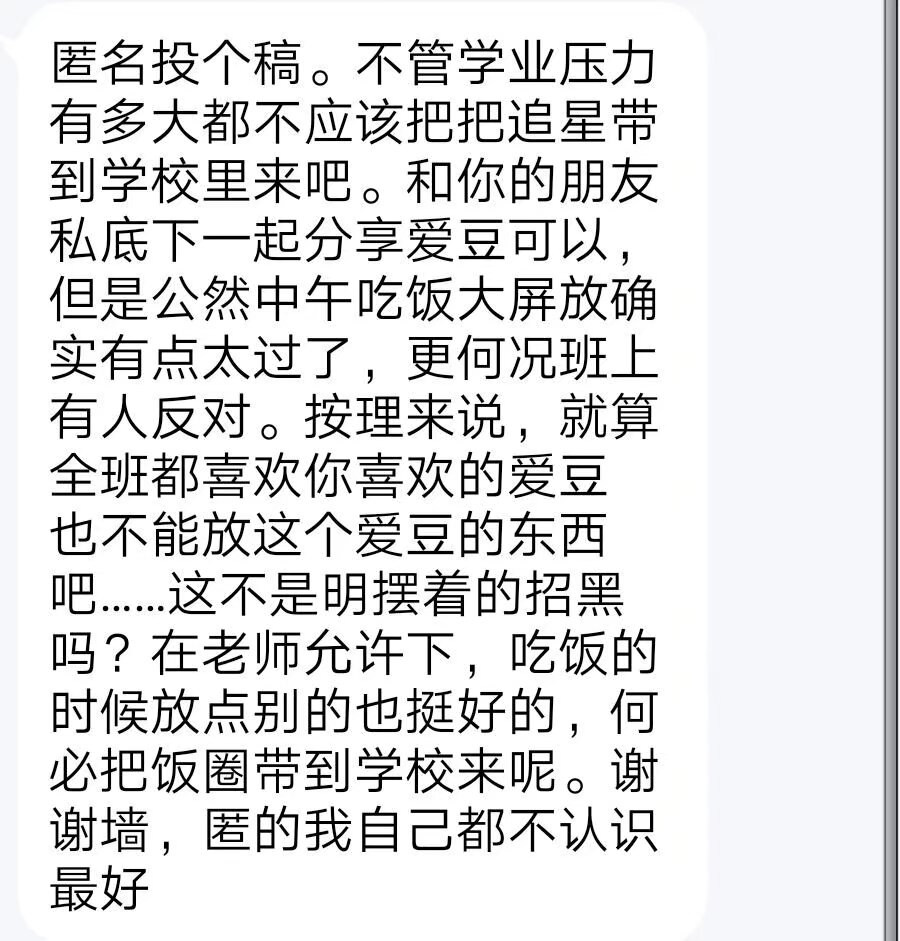 匿名投个稿。不管学业压力
有多大都不应该把把追星带
到学校里来吧。和你的朋友
私底下一起分享爱豆可以，
但是公然中午吃饭大屏放确
实有点太过了，更何况班上
有人反对。按理来说，就算
全班都喜欢你喜欢的爱豆
也不能放这个爱豆的东西
吧……这不是明摆着的招黑
吗？在老师允许下，吃饭的
时候放点别的也挺好的，何
必把饭圈带到学校来呢。谢
谢墙，匿的我自己都不认识
最好